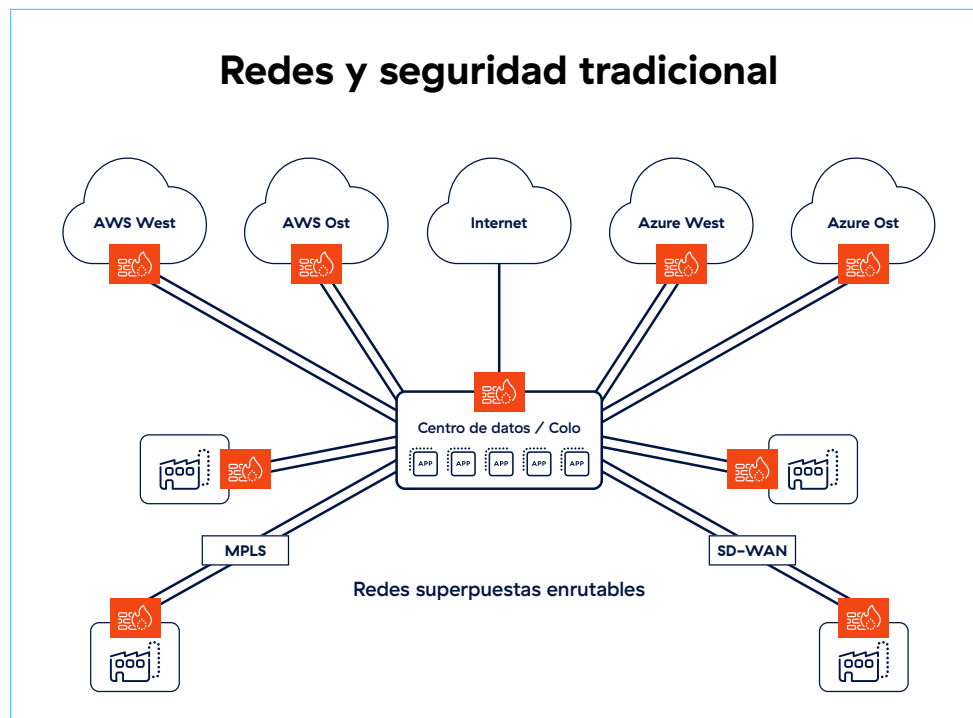 Redes y seguridad tradicional
AWS West
AWS Ost
Internet
Azure West
Azure Ost
Centro de datos / Colo
APP
APP
APP
APP
APP
MPLS
SD-WAN
Redes superpuestas enrutables